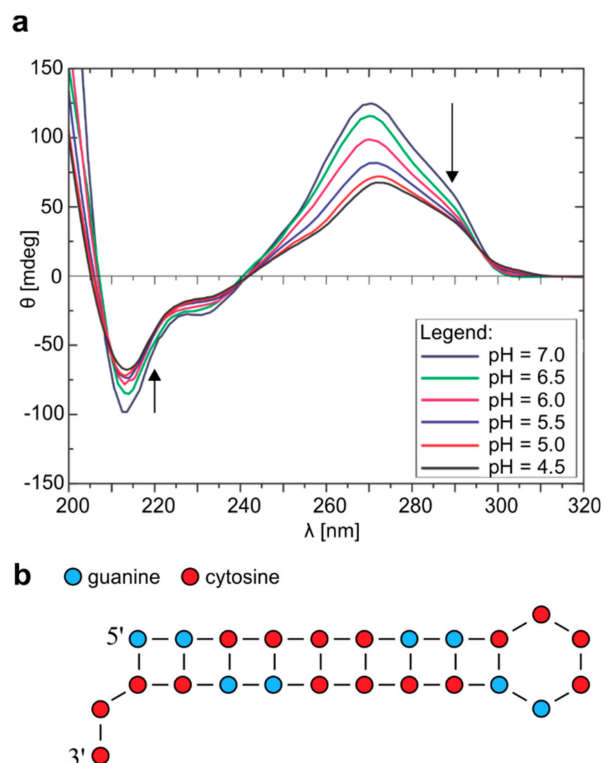 a
150
100
50
0
-50
-100
-150
θ [mdeg]
200 220 240 260 280 300 320
λ [nm]
Legend:
pH = 7.0
pH = 6.5
pH = 6.0
pH = 5.5
pH = 5.0
pH = 4.5
b
guanine cytosine
5'
3'